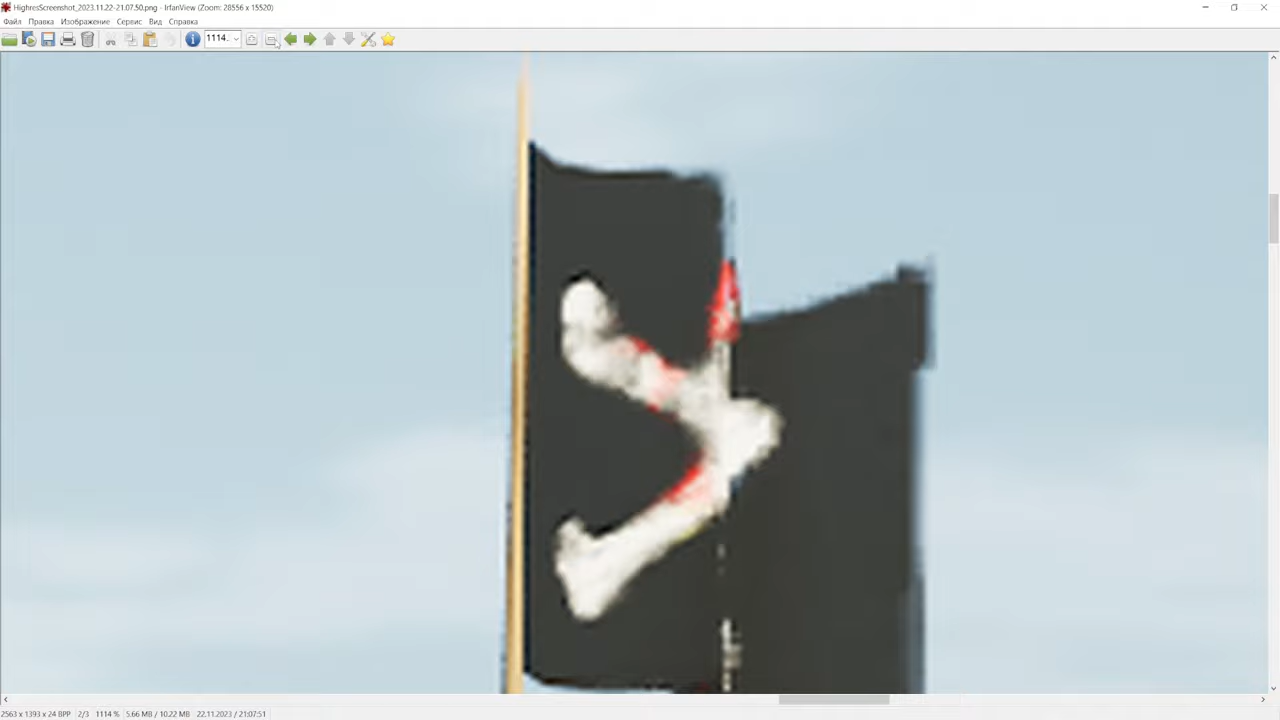 HighresScreenshot_2023.11.22-21.07.50.png - IrfanView (Zoom: 28556 x 15520)
Файл Правка Изображение Сервис Вид Справка
1114.
2563 x 1393 x 24 BPP 2/3 1114 % 5.66 MB / 10.22 MB 22.11.2023 / 21:07:51